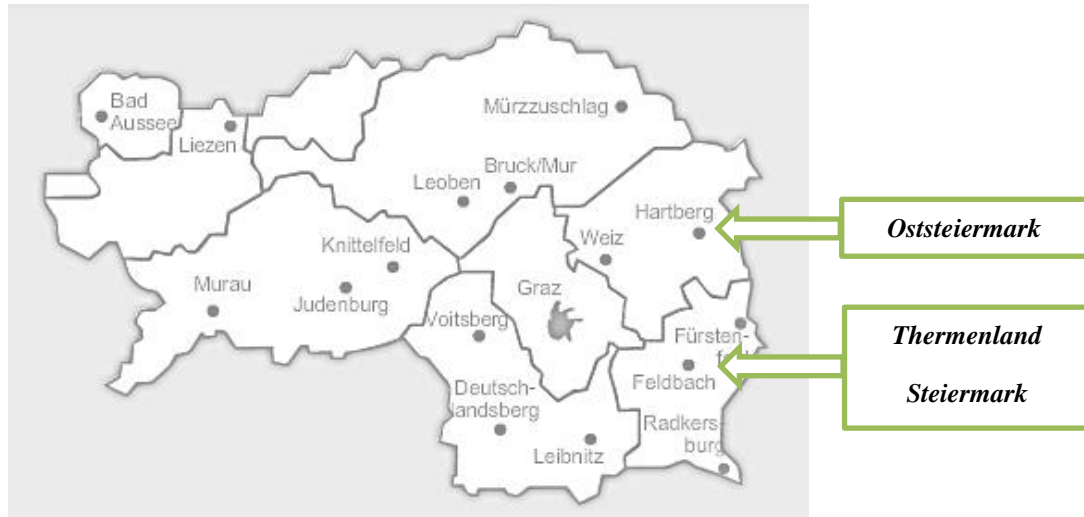 Bad
Aussee
Liezen
Mürzzuschlag
Bruck/Mur
Leoben
Hartberg
Weiz
Knittelfeld
Murau
Judenburg
Graz
Voitsberg
Fürsten-
Feldbach
Deutsch-
landsberg
Radkers-
burg
Leibnitz
Oststeiermark
Thermenland
Steiermark